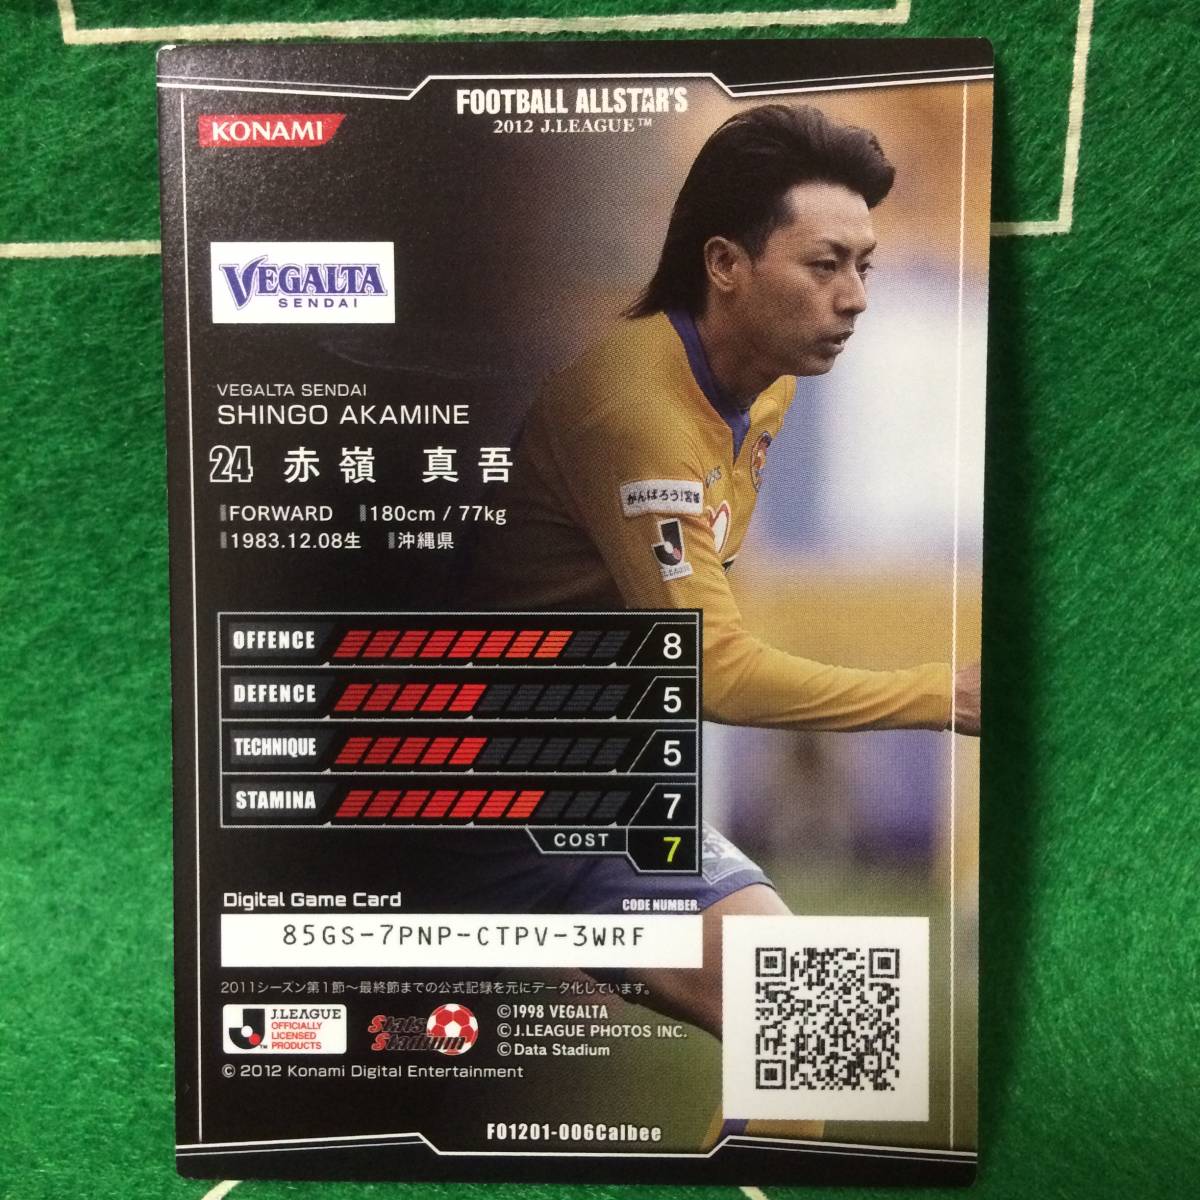 FOOTBALL ALLSTAR'S
2012 J.LEAGUE™
KONAMI
VEGALTA
SENDAI
VEGALTA SENDAI
SHINGO AKAMINE
24 赤嶺 真吾
FORWARD 180cm / 77kg
1983.12.08生 沖縄県
がんばろう!宮城
J.LEAGUE
OFFENCE 8
DEFENCE 5
TECHNIQUE 5
STAMINA 7
COST 7
Digital Game Card CODE NUMBER.
85GS-7PNP-CTPV-3WRF
2011シーズン第1節〜最終節までの公式記録を元にデータ化しています。
J.LEAGUE
OFFICIALLY
LICENSED
PRODUCTS
Stats
Stadium
©1998 VEGALTA
©J.LEAGUE PHOTOS INC.
©Data Stadium
© 2012 Konami Digital Entertainment
F01201-006Calbee